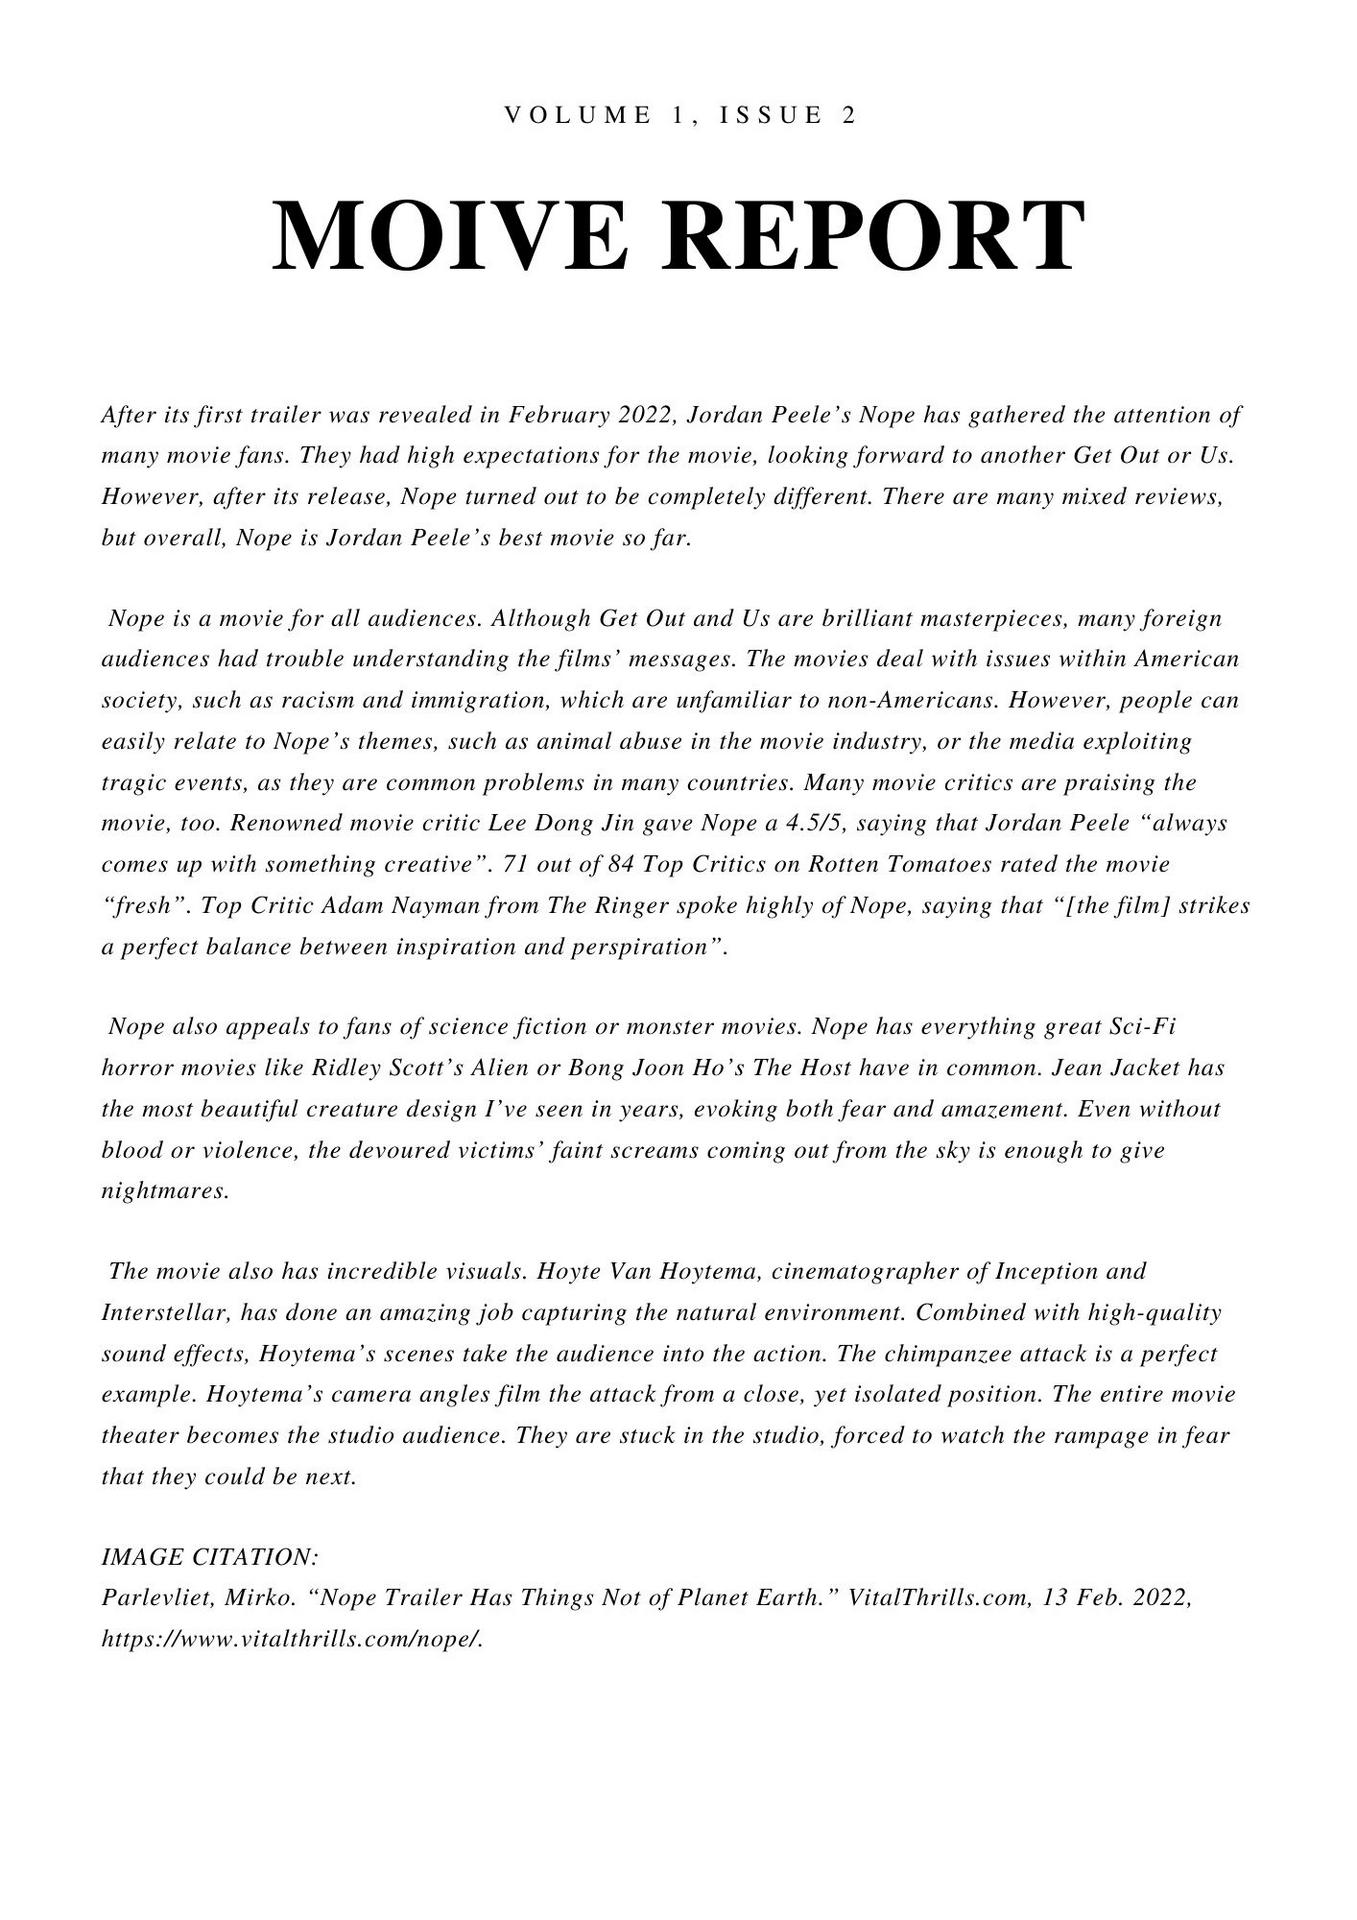 VOLUME 1, ISSUE 2
MOIVE REPORT
After its first trailer was revealed in February 2022, Jordan Peele’s Nope has gathered the attention of
many movie fans. They had high expectations for the movie, looking forward to another Get Out or Us.
However, after its release, Nope turned out to be completely different. There are many mixed reviews,
but overall, Nope is Jordan Peele’s best movie so far.
Nope is a movie for all audiences. Although Get Out and Us are brilliant masterpieces, many foreign
audiences had trouble understanding the films’ messages. The movies deal with issues within American
society, such as racism and immigration, which are unfamiliar to non-Americans. However, people can
easily relate to Nope’s themes, such as animal abuse in the movie industry, or the media exploiting
tragic events, as they are common problems in many countries. Many movie critics are praising the
movie, too. Renowned movie critic Lee Dong Jin gave Nope a 4.5/5, saying that Jordan Peele “always
comes up with something creative”. 71 out of 84 Top Critics on Rotten Tomatoes rated the movie
“fresh”. Top Critic Adam Nayman from The Ringer spoke highly of Nope, saying that “[the film] strikes
a perfect balance between inspiration and perspiration”.
Nope also appeals to fans of science fiction or monster movies. Nope has everything great Sci-Fi
horror movies like Ridley Scott’s Alien or Bong Joon Ho’s The Host have in common. Jean Jacket has
the most beautiful creature design I’ve seen in years, evoking both fear and amazement. Even without
blood or violence, the devoured victims’ faint screams coming out from the sky is enough to give
nightmares.
The movie also has incredible visuals. Hoyte Van Hoytema, cinematographer of Inception and
Interstellar, has done an amazing job capturing the natural environment. Combined with high-quality
sound effects, Hoytema’s scenes take the audience into the action. The chimpanzee attack is a perfect
example. Hoytema’s camera angles film the attack from a close, yet isolated position. The entire movie
theater becomes the studio audience. They are stuck in the studio, forced to watch the rampage in fear
that they could be next.
IMAGE CITATION:
Parlevliet, Mirko. “Nope Trailer Has Things Not of Planet Earth.” VitalThrills.com, 13 Feb. 2022,
https://www.vitalthrills.com/nope/.